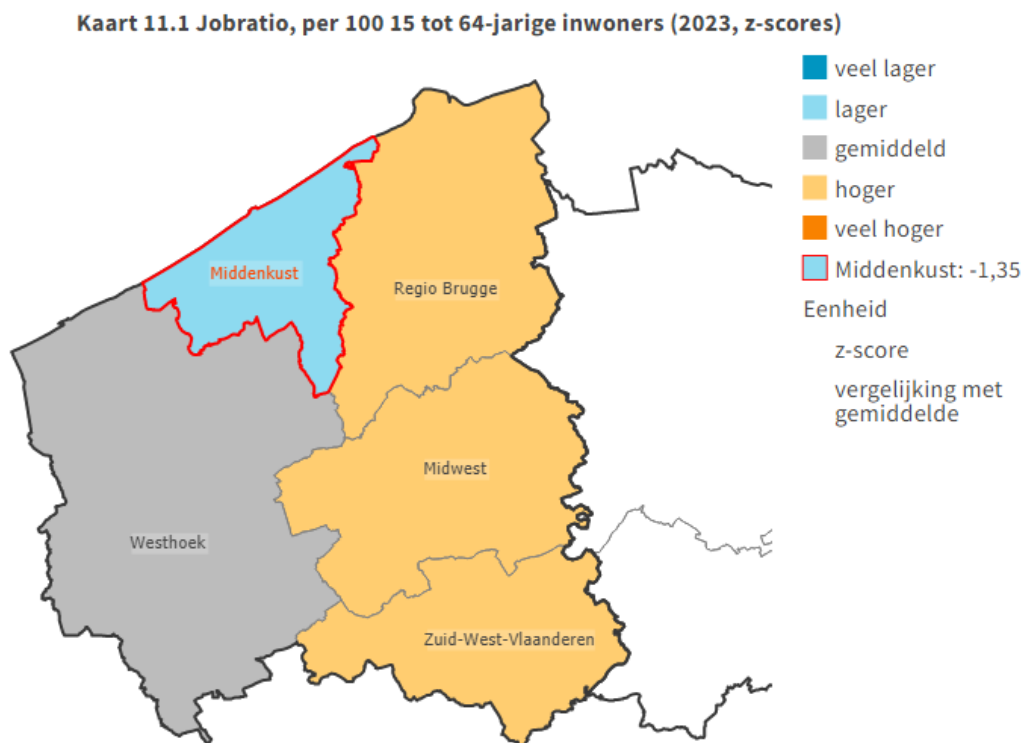 Kaart 11.1 Jobratio, per 100 15 tot 64-jarige inwoners (2023, z-scores)
veel lager
lager
gemiddeld
hoger
veel hoger
Middenkust: -1,35
Eenheid
z-score
vergelijking met
gemiddelde
Middenkust
Regio Brugge
Midwest
Westhoek
Zuid-West-Vlaanderen